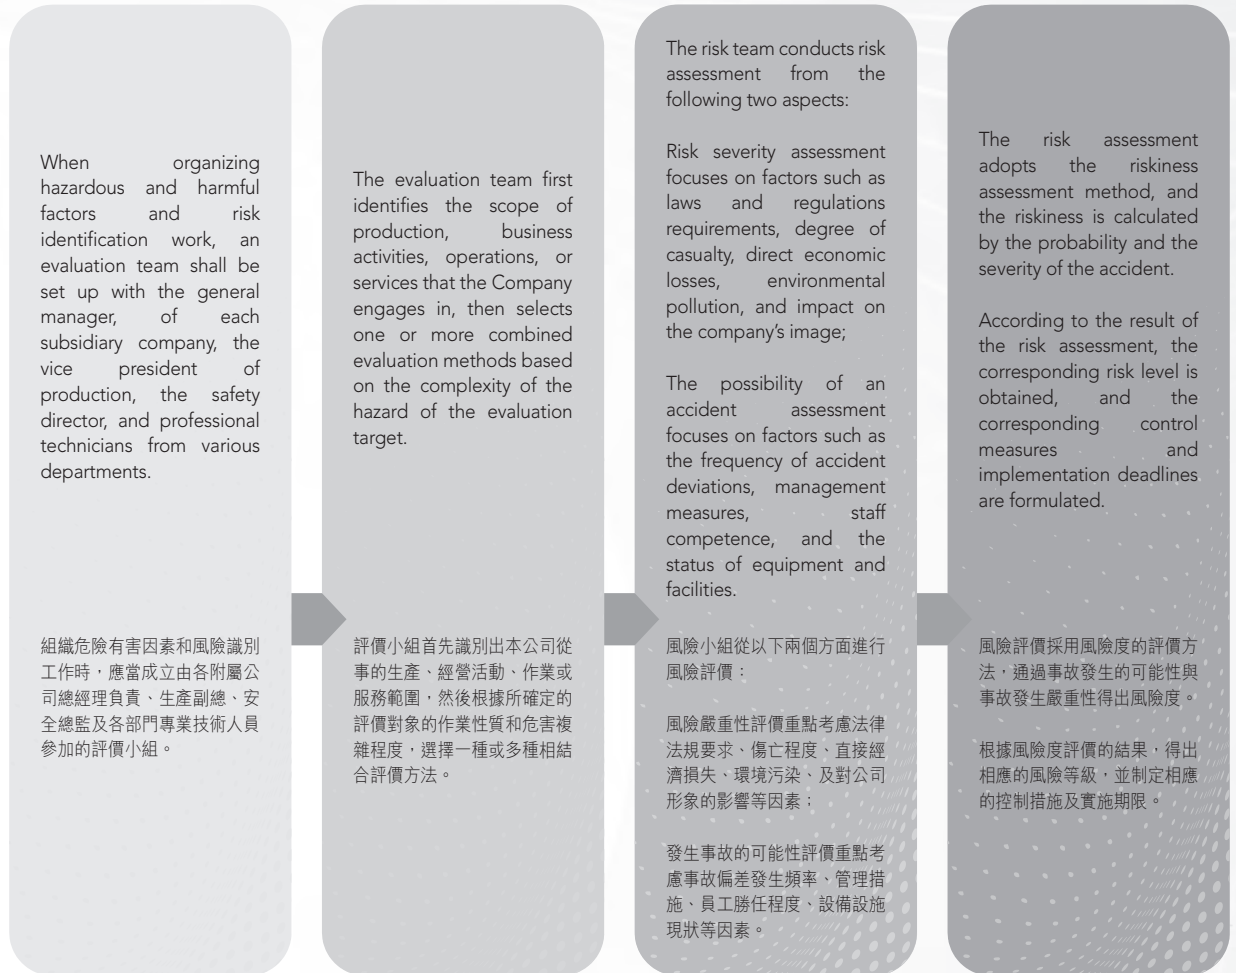 When organizing
hazardous and harmful
factors and risk
identification work, an
evaluation team shall be
set up with the general
manager, of each
subsidiary company, the
vice president of
production, the safety
director, and professional
technicians from various
departments.
組織危險有害因素和風險識別
工作時，應當成立由各附屬公
司總經理負責、生產副總、安
全總監及各部門專業技術人員
參加的評價小組。
The evaluation team first
identifies the scope of
production, business
activities, operations, or
services that the Company
engages in, then selects
one or more combined
evaluation methods based
on the complexity of the
hazard of the evaluation
target.
評價小組首先識別出本公司從
事的生產、經營活動、作業或
服務範圍，然後根據所確定的
評價對象的作業性質和危害複
雜程度，選擇一種或多種相結
合評價方法。
The risk team conducts risk
assessment from the
following two aspects:
Risk severity assessment
focuses on factors such as
laws and regulations
requirements, degree of
casualty, direct economic
losses, environmental
pollution, and impact on
the company's image;
The possibility of an
accident assessment
focuses on factors such as
the frequency of accident
deviations, management
measures, staff
competence, and the
status of equipment and
facilities.
風險小組從以下兩個方面進行
風險評價：
風險嚴重性評價重點考慮法律
法規要求、傷亡程度、直接經
濟損失、環境污染、及對公司
形象的影響等因素；
發生事故的可能性評價重點考
慮事故偏差發生頻率、管理措
施、員工勝任程度、設備設施
現狀等因素。
The risk assessment
adopts the riskiness
assessment method, and
the riskiness is calculated
by the probability and the
severity of the accident.
According to the result of
the risk assessment, the
corresponding risk level is
obtained, and the
corresponding control
measures and
implementation deadlines
are formulated.
風險評價採用風險度的評價方
法，通過事故發生的可能性與
事故發生嚴重性得出風險度。
根據風險度評價的結果，得出
相應的風險等級，並制定相應
的控制措施及實施期限。